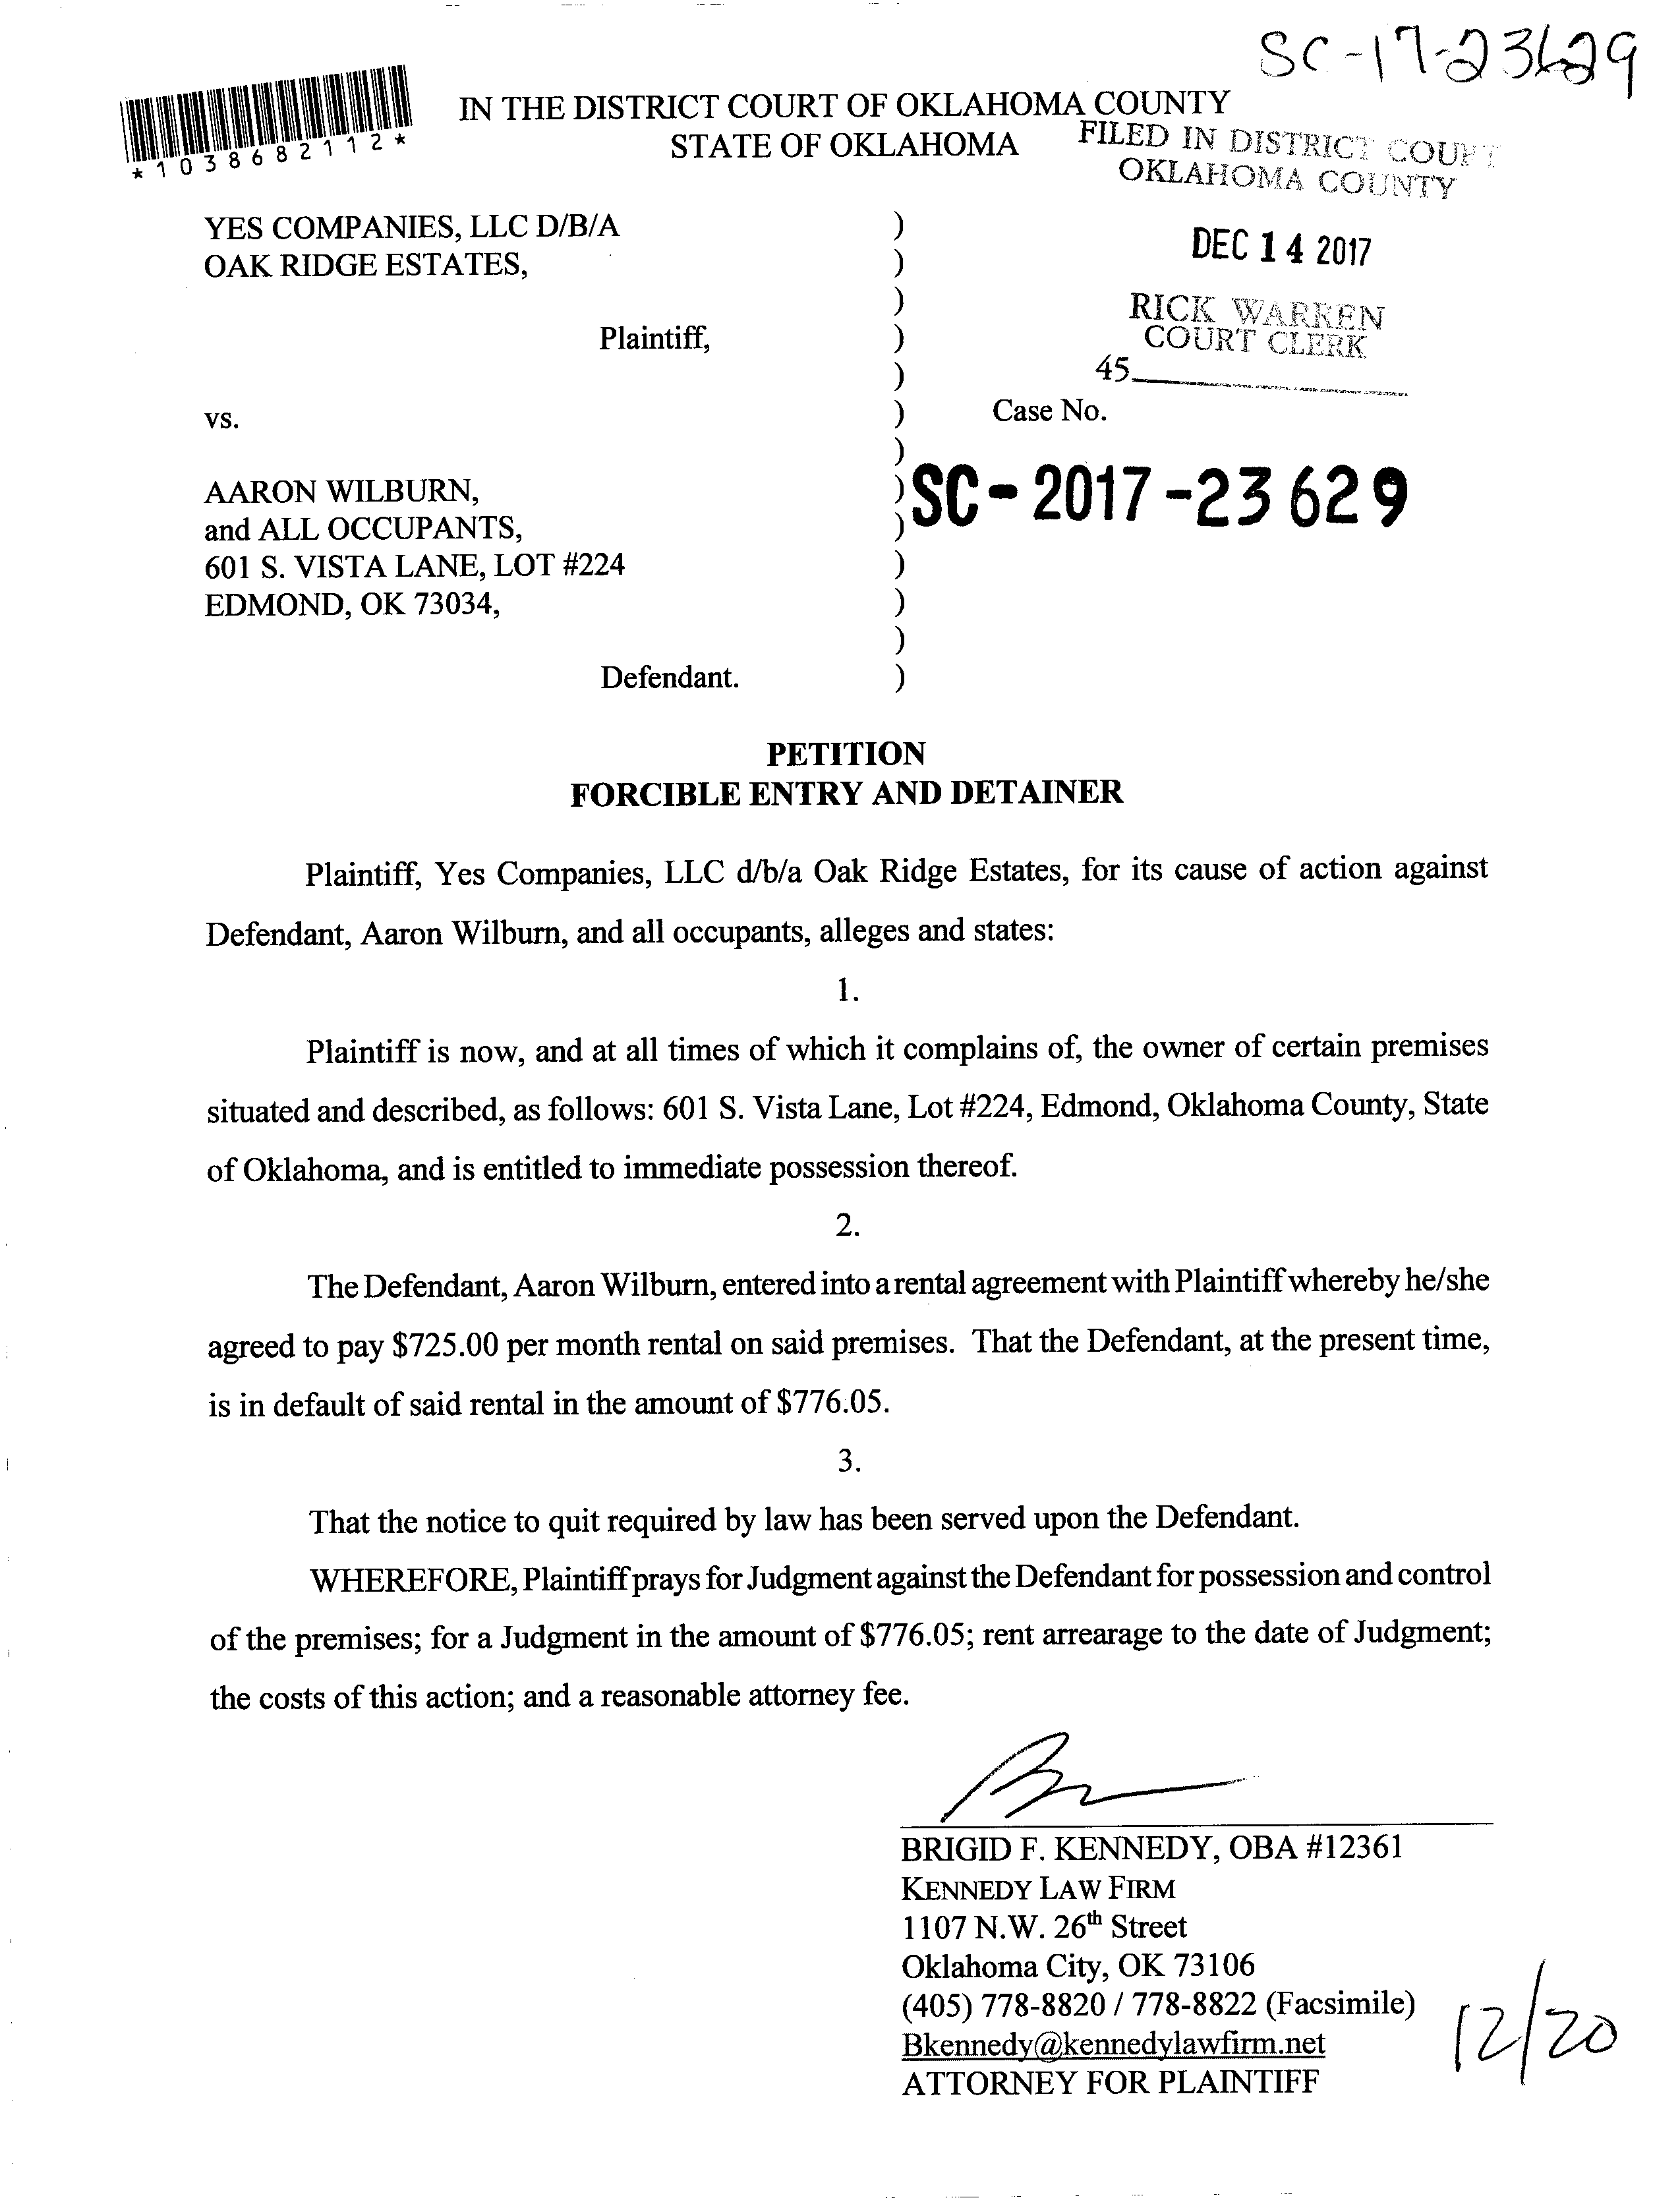 SC-17-23629
*1038682112*
IN THE DISTRICT COURT OF OKLAHOMA COUNTY
STATE OF OKLAHOMA
FILED IN DISTRICT COURT
OKLAHOMA COUNTY
DEC 14 2017
RICK WARREN
COURT CLERK
45
YES COMPANIES, LLC D/B/A
OAK RIDGE ESTATES,
Plaintiff,
vs.
AARON WILBURN,
and ALL OCCUPANTS,
601 S. VISTA LANE, LOT #224
EDMOND, OK 73034,
Defendant.
)
)
)
)
)
)
)
)
)
)
)
)
)
Case No.
SC-2017-23629
PETITION
FORCIBLE ENTRY AND DETAINER
Plaintiff, Yes Companies, LLC d/b/a Oak Ridge Estates, for its cause of action against
Defendant, Aaron Wilburn, and all occupants, alleges and states:
1.
Plaintiff is now, and at all times of which it complains of, the owner of certain premises
situated and described, as follows: 601 S. Vista Lane, Lot #224, Edmond, Oklahoma County, State
of Oklahoma, and is entitled to immediate possession thereof.
2.
The Defendant, Aaron Wilburn, entered into a rental agreement with Plaintiff whereby he/she
agreed to pay $725.00 per month rental on said premises. That the Defendant, at the present time,
is in default of said rental in the amount of $776.05.
3.
That the notice to quit required by law has been served upon the Defendant.
WHEREFORE, Plaintiff prays for Judgment against the Defendant for possession and control
of the premises; for a Judgment in the amount of $776.05; rent arrearage to the date of Judgment;
the costs of this action; and a reasonable attorney fee.
BRIGID F. KENNEDY, OBA #12361
KENNEDY LAW FIRM
1107 N.W. 26th Street
Oklahoma City, OK 73106
(405) 778-8820 / 778-8822 (Facsimile)
Bkennedy@kennedylawfirm.net
ATTORNEY FOR PLAINTIFF
12/20